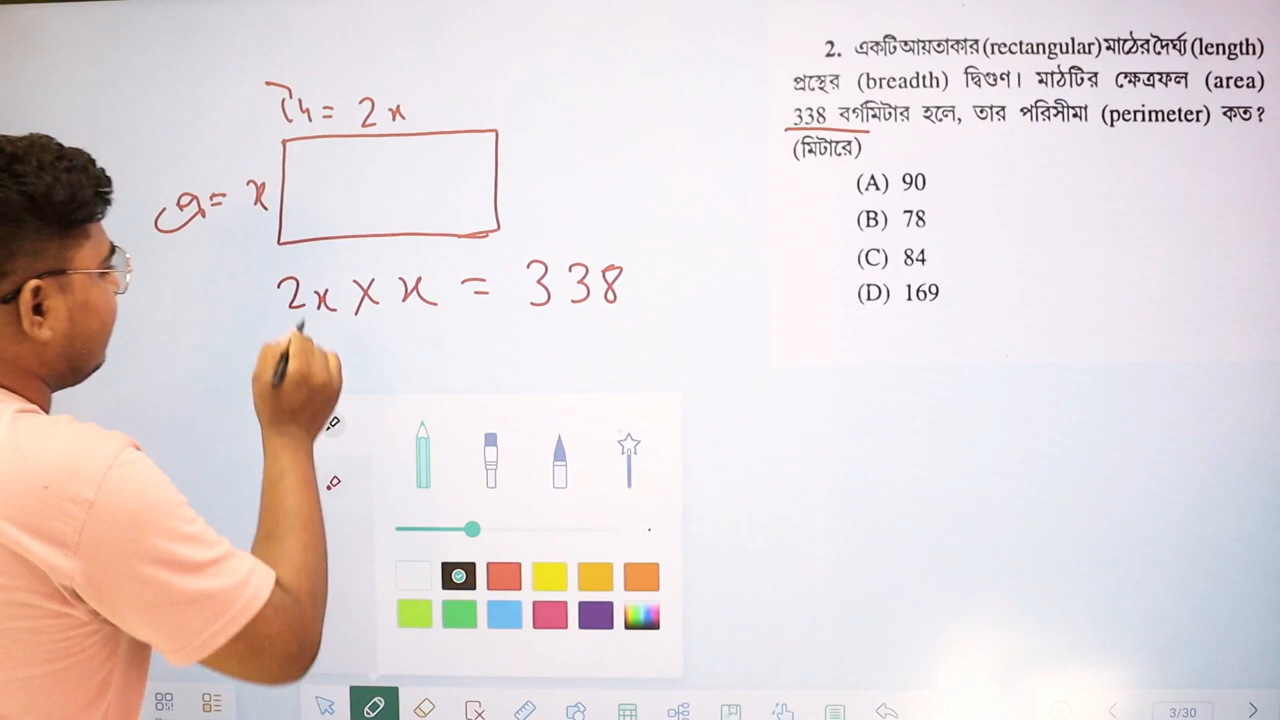 2. একটি আয়তাকার (rectangular) মাঠের দৈর্ঘ্য (length)
প্রস্থের (breadth) দ্বিগুণ। মাঠটির ক্ষেত্রফল (area)
338 বর্গমিটার হলে, তার পরিসীমা (perimeter) কত?
(মিটারে)
(A) 90
(B) 78
(C) 84
(D) 169
= 2x
= x
2x × x = 338
3/30